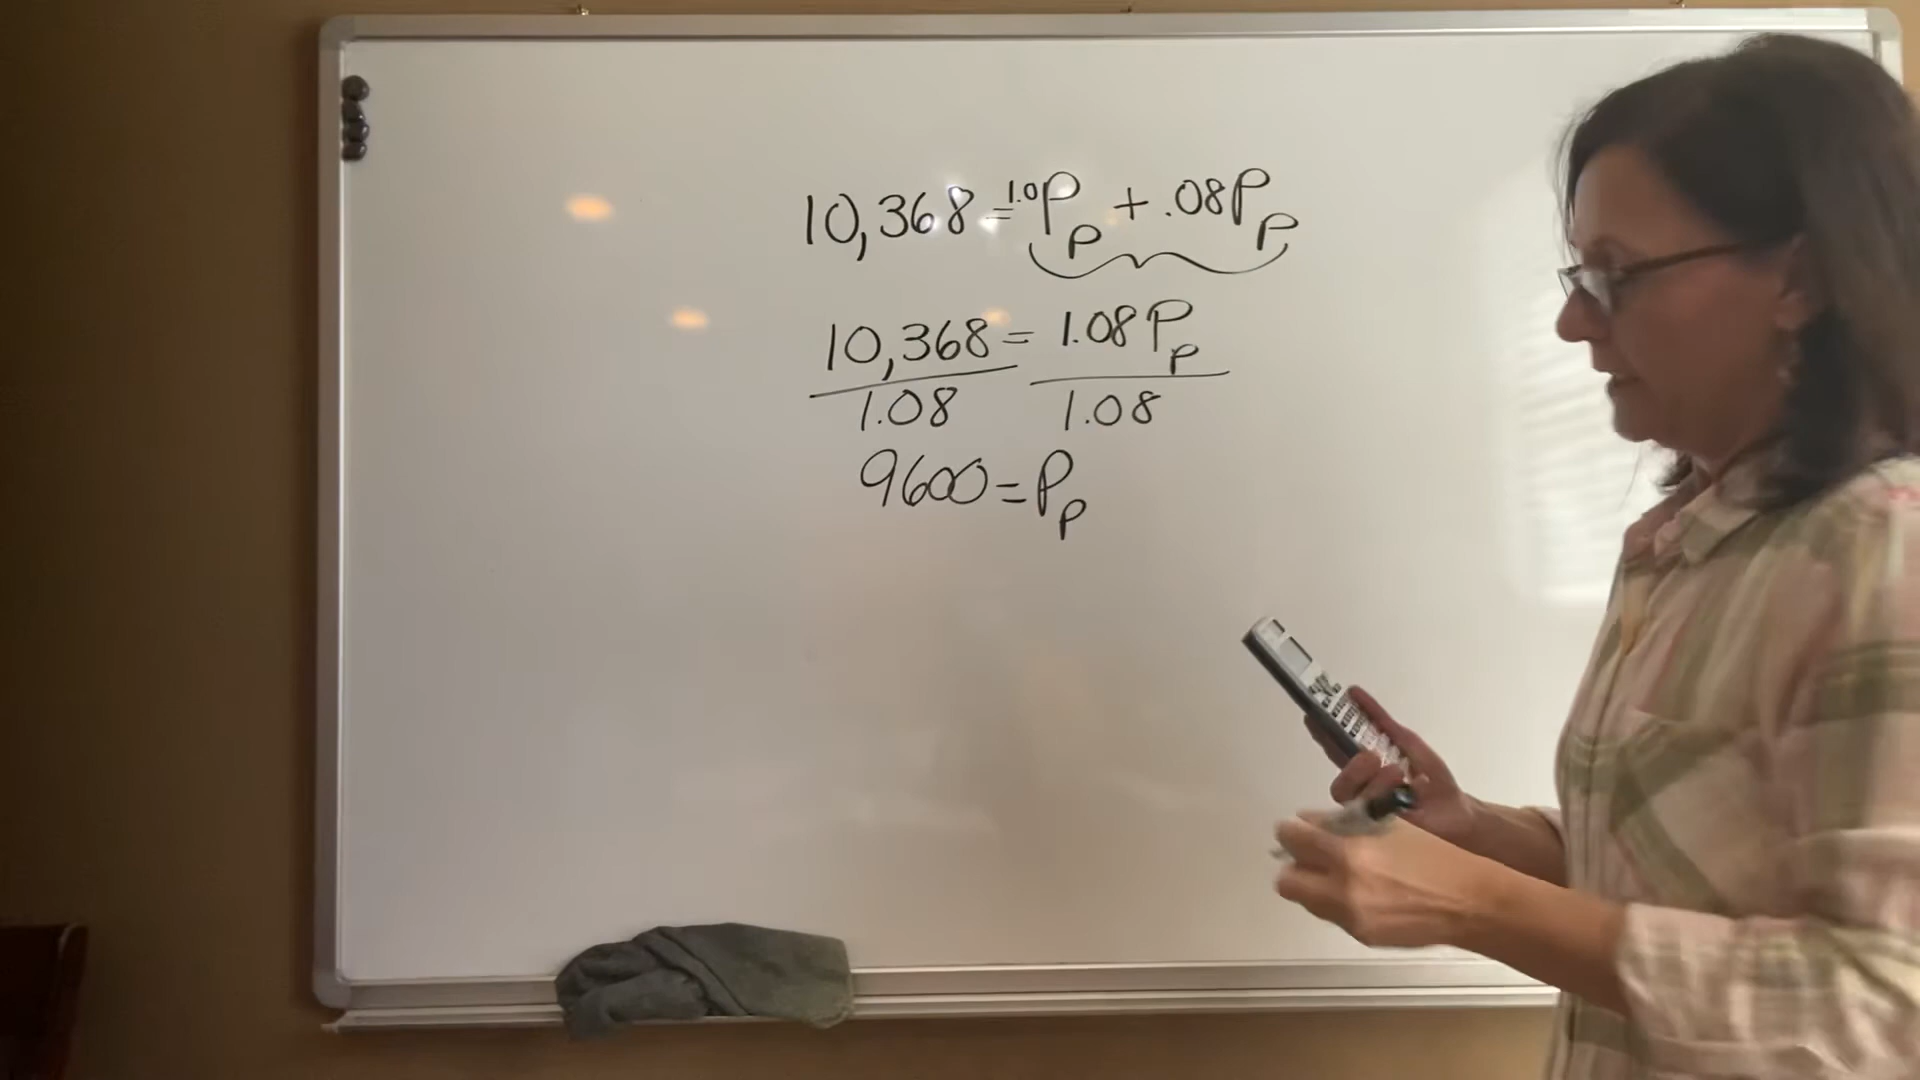 10,368 = 1.0Pp + .08Pp
10,368 = 1.08Pp
1.08 1.08
9600 = Pp